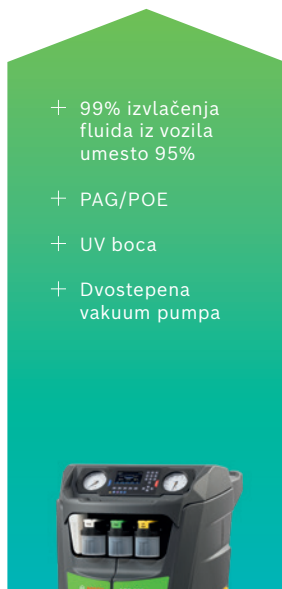 + 99% izvlačenja
fluida iz vozila
umesto 95%
+ PAG/POE
+ UV boca
+ Dvostepena
vakuum pumpa